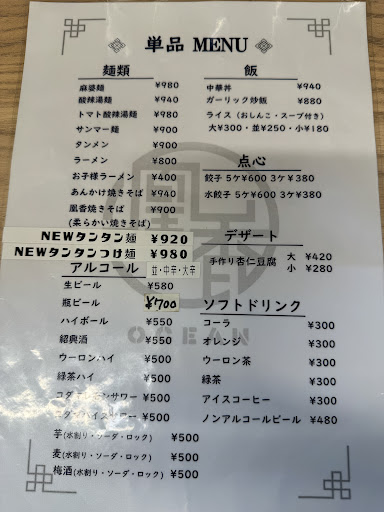 単品 MENU
麺類
麻婆麺 ¥980
酸辣湯麺 ¥940
トマト酸辣湯麺 ¥980
サンマー麺 ¥900
タンメン ¥900
ラーメン ¥800
お子様ラーメン ¥400
あんかけ焼きそば ¥940
凰香焼きそば ¥900
(柔らかい焼きそば)
NEWタンタン麺 ¥920
NEWタンタンつけ麺 ¥980
並・中辛・大辛
アルコール
生ビール ¥580
瓶ビール ¥700
ハイボール ¥550
紹興酒 ¥550
ウーロンハイ ¥500
緑茶ハイ ¥500
サワー ¥500
¥500
芋(水割り・ソーダ・ロック) ¥500
麦(水割り・ソーダ・ロック) ¥500
梅酒(水割り・ソーダ・ロック) ¥500
飯
中華丼 ¥940
ガーリック炒飯 ¥880
ライス(おしんこ・スープ付き)
大¥300・並¥250・小¥180
点心
餃子 5ケ¥600 3ケ¥380
水餃子 5ケ¥600 3ケ¥380
デザート
手作り杏仁豆腐 大 ¥420
小 ¥280
ソフトドリンク
コーラ ¥300
オレンジ ¥300
ウーロン茶 ¥300
緑茶 ¥300
アイスコーヒー ¥300
ノンアルコールビール ¥480
OCEAN